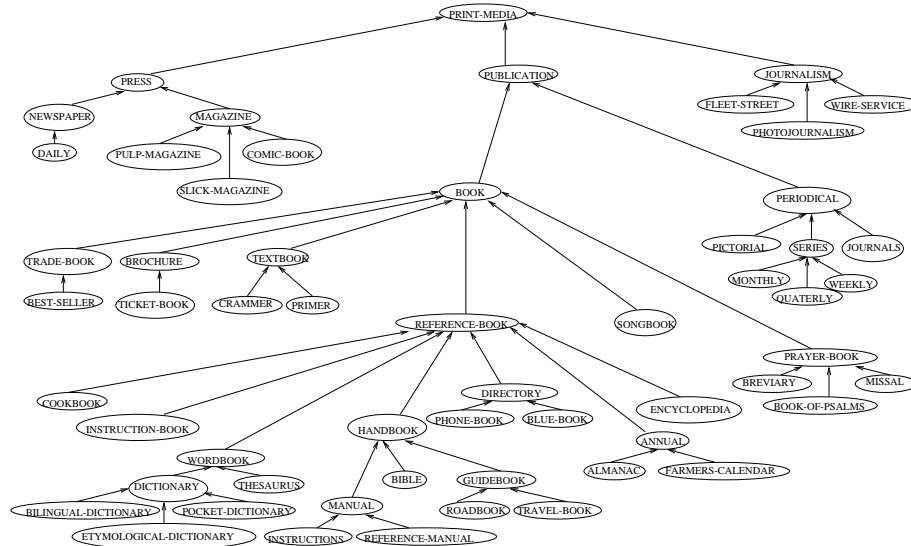 PRINT-MEDIA
PRESS
PUBLICATION
JOURNALISM
NEWSPAPER
MAGAZINE
FLEET-STREET
WIRE-SERVICE
PHOTOJOURNALISM
DAILY
PULP-MAGAZINE
COMIC-BOOK
SLICK-MAGAZINE
BOOK
PERIODICAL
TRADE-BOOK
BROCHURE
TEXTBOOK
PICTORIAL
SERIES
JOURNALS
MONTHLY
WEEKLY
QUATERLY
BEST-SELLER
TICKET-BOOK
CRAMMER
PRIMER
REFERENCE-BOOK
SONGBOOK
PRAYER-BOOK
BREVIARY
MISSAL
BOOK-OF-PSALMS
COOKBOOK
INSTRUCTION-BOOK
HANDBOOK
DIRECTORY
PHONE-BOOK
BLUE-BOOK
ENCYCLOPEDIA
ANNUAL
WORDBOOK
ALMANAC
FARMERS-CALENDAR
DICTIONARY
THESAURUS
BIBLE
GUIDEBOOK
BILINGUAL-DICTIONARY
POCKET-DICTIONARY
MANUAL
ROADBOOK
TRAVEL-BOOK
ETYMOLOGICAL-DICTIONARY
INSTRUCTIONS
REFERENCE-MANUAL